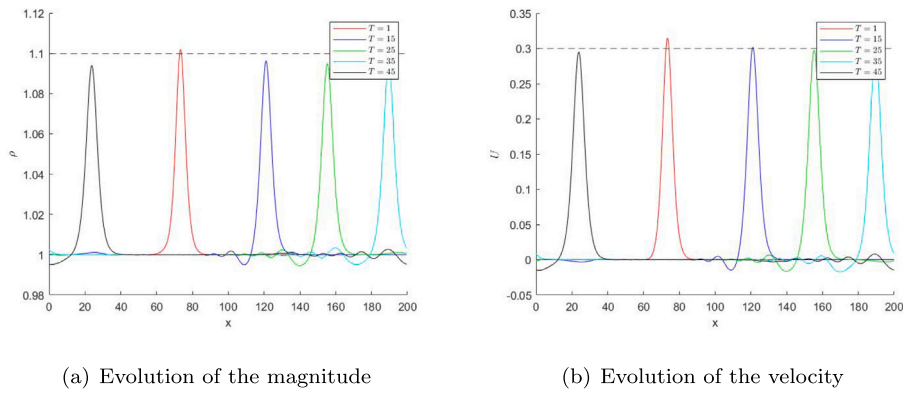 1.12
1.1
1.08
1.06
1.04
1.02
1
0.98
ρ
0 20 40 60 80 100 120 140 160 180 200
x
T = 1
T = 15
T = 25
T = 35
T = 45
0.35
0.3
0.25
0.2
0.15
0.1
0.05
0
-0.05
U
0 20 40 60 80 100 120 140 160 180 200
x
T = 1
T = 15
T = 25
T = 35
T = 45
(a) Evolution of the magnitude
(b) Evolution of the velocity